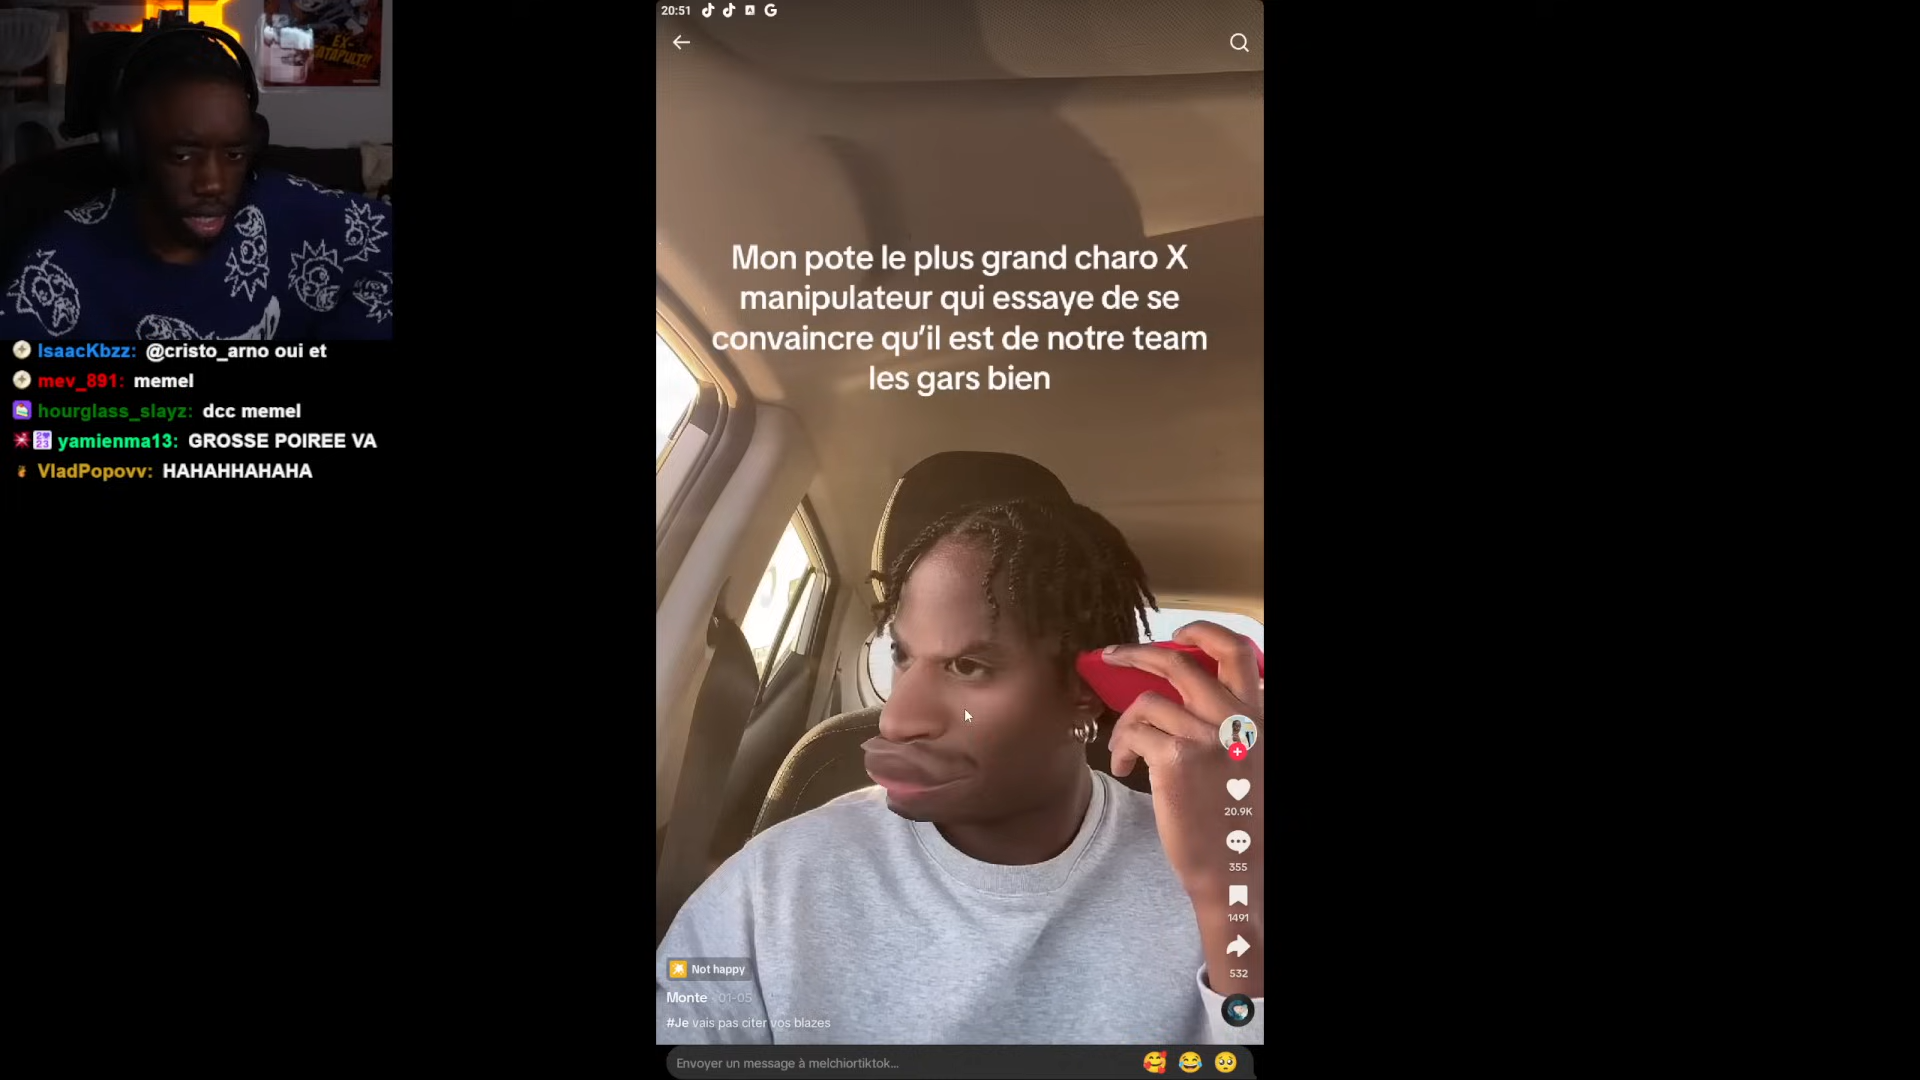 20:51
EX-
CATAPULT!!
Mon pote le plus grand charo X
manipulateur qui essaye de se
convaincre qu’il est de notre team
les gars bien
IsaacKbzz: @cristo_arno oui et
mev_891: memel
hourglass_slayz: dcc memel
yamienma13: GROSSE POIREE VA
VladPopovv: HAHAHHAHAHA
20.9K
355
1491
532
Not happy
Monte · 01-05
#Je vais pas citer vos blazes
Envoyer un message à melchiortiktok...